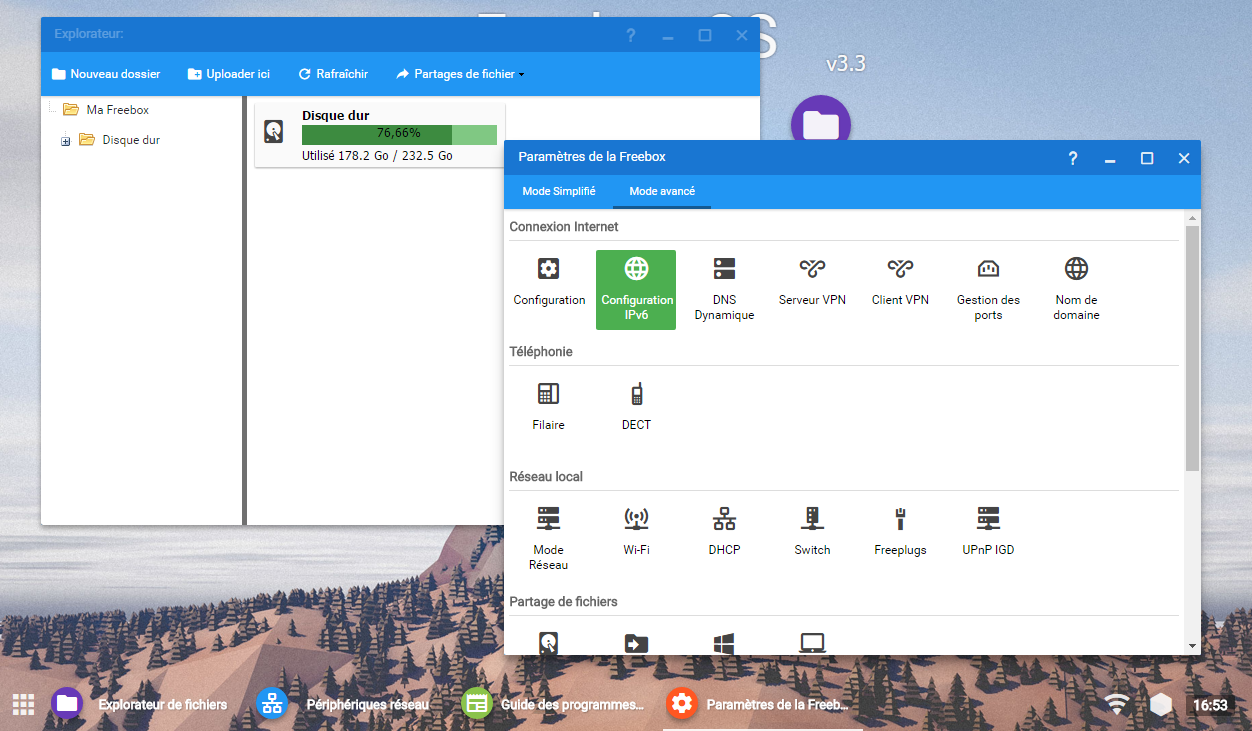 v3.3
Explorateur:
Nouveau dossier
Uploader ici
Rafraîchir
Partages de fichier
Ma Freebox
Disque dur
Disque dur
76,66%
Utilisé 178.2 Go / 232.5 Go
Paramètres de la Freebox
Mode Simplifié
Mode avancé
Connexion Internet
Configuration
Configuration
IPv6
DNS
Dynamique
Serveur VPN
Client VPN
Gestion des
ports
Nom de
domaine
Téléphonie
Filaire
DECT
Réseau local
Mode
Réseau
Wi-Fi
DHCP
Switch
Freeplugs
UPnP IGD
Partage de fichiers
Explorateur de fichiers
Périphériques réseau
Guide des programmes...
Paramètres de la Freeb...
16:53